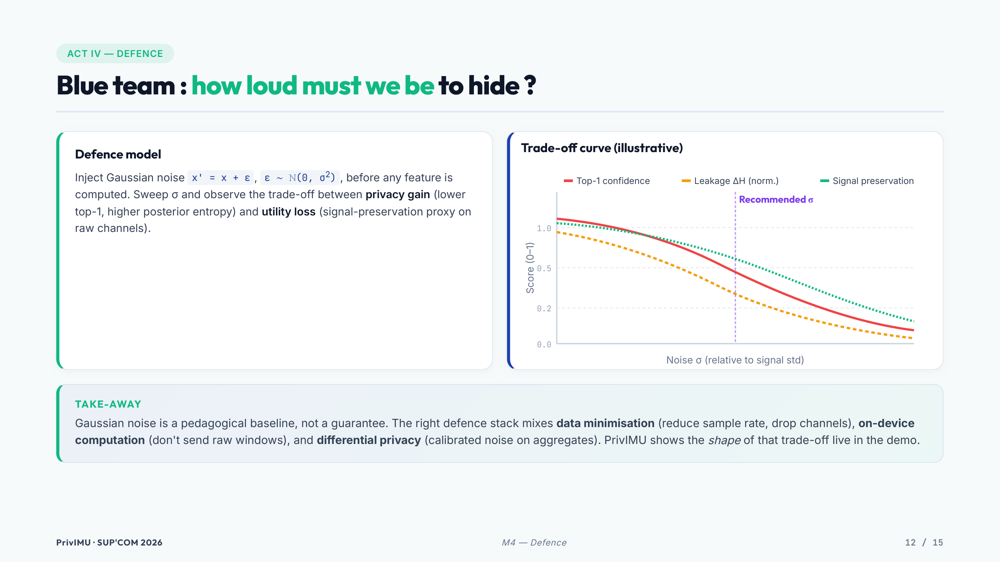 ACT IV — DEFENCE
Blue team : how loud must we be to hide ?
Defence model
Inject Gaussian noise x' = x + ε, ε ~ ℕ(0, σ²), before any feature is
computed. Sweep σ and observe the trade-off between privacy gain (lower
top-1, higher posterior entropy) and utility loss (signal-preservation proxy on
raw channels).
Trade-off curve (illustrative)
Top-1 confidence
Leakage ΔH (norm.)
Signal preservation
Recommended σ
1.0
0.5
0.2
0.0
Score (0–1)
Noise σ (relative to signal std)
TAKE-AWAY
Gaussian noise is a pedagogical baseline, not a guarantee. The right defence stack mixes data minimisation (reduce sample rate, drop channels), on-device
computation (don't send raw windows), and differential privacy (calibrated noise on aggregates). PrivIMU shows the shape of that trade-off live in the demo.
PrivIMU · SUP'COM 2026
M4 — Defence
12 / 15